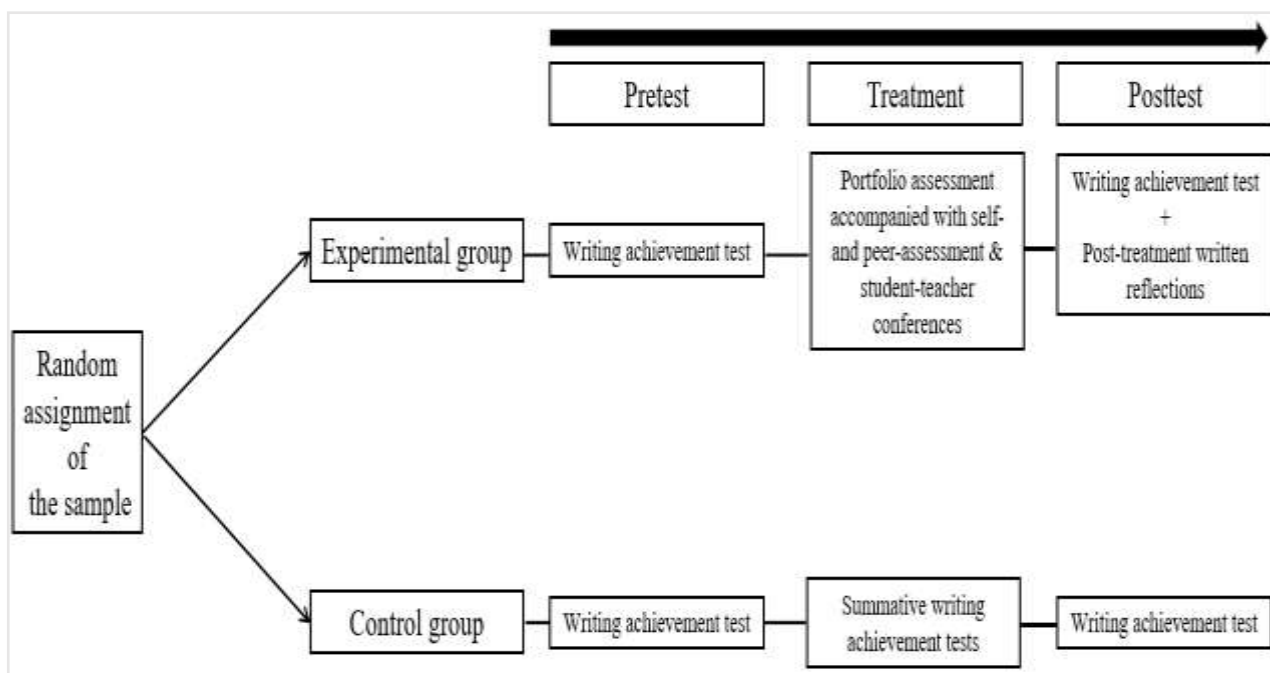 Pretest
Treatment
Posttest
Random
assignment
of
the sample
Experimental group
Writing achievement test
Portfolio assessment
accompanied with self-
and peer-assessment &
student-teacher
conferences
Writing achievement test
+
Post-treatment written
reflections
Control group
Writing achievement test
Summative writing
achievement tests
Writing achievement test